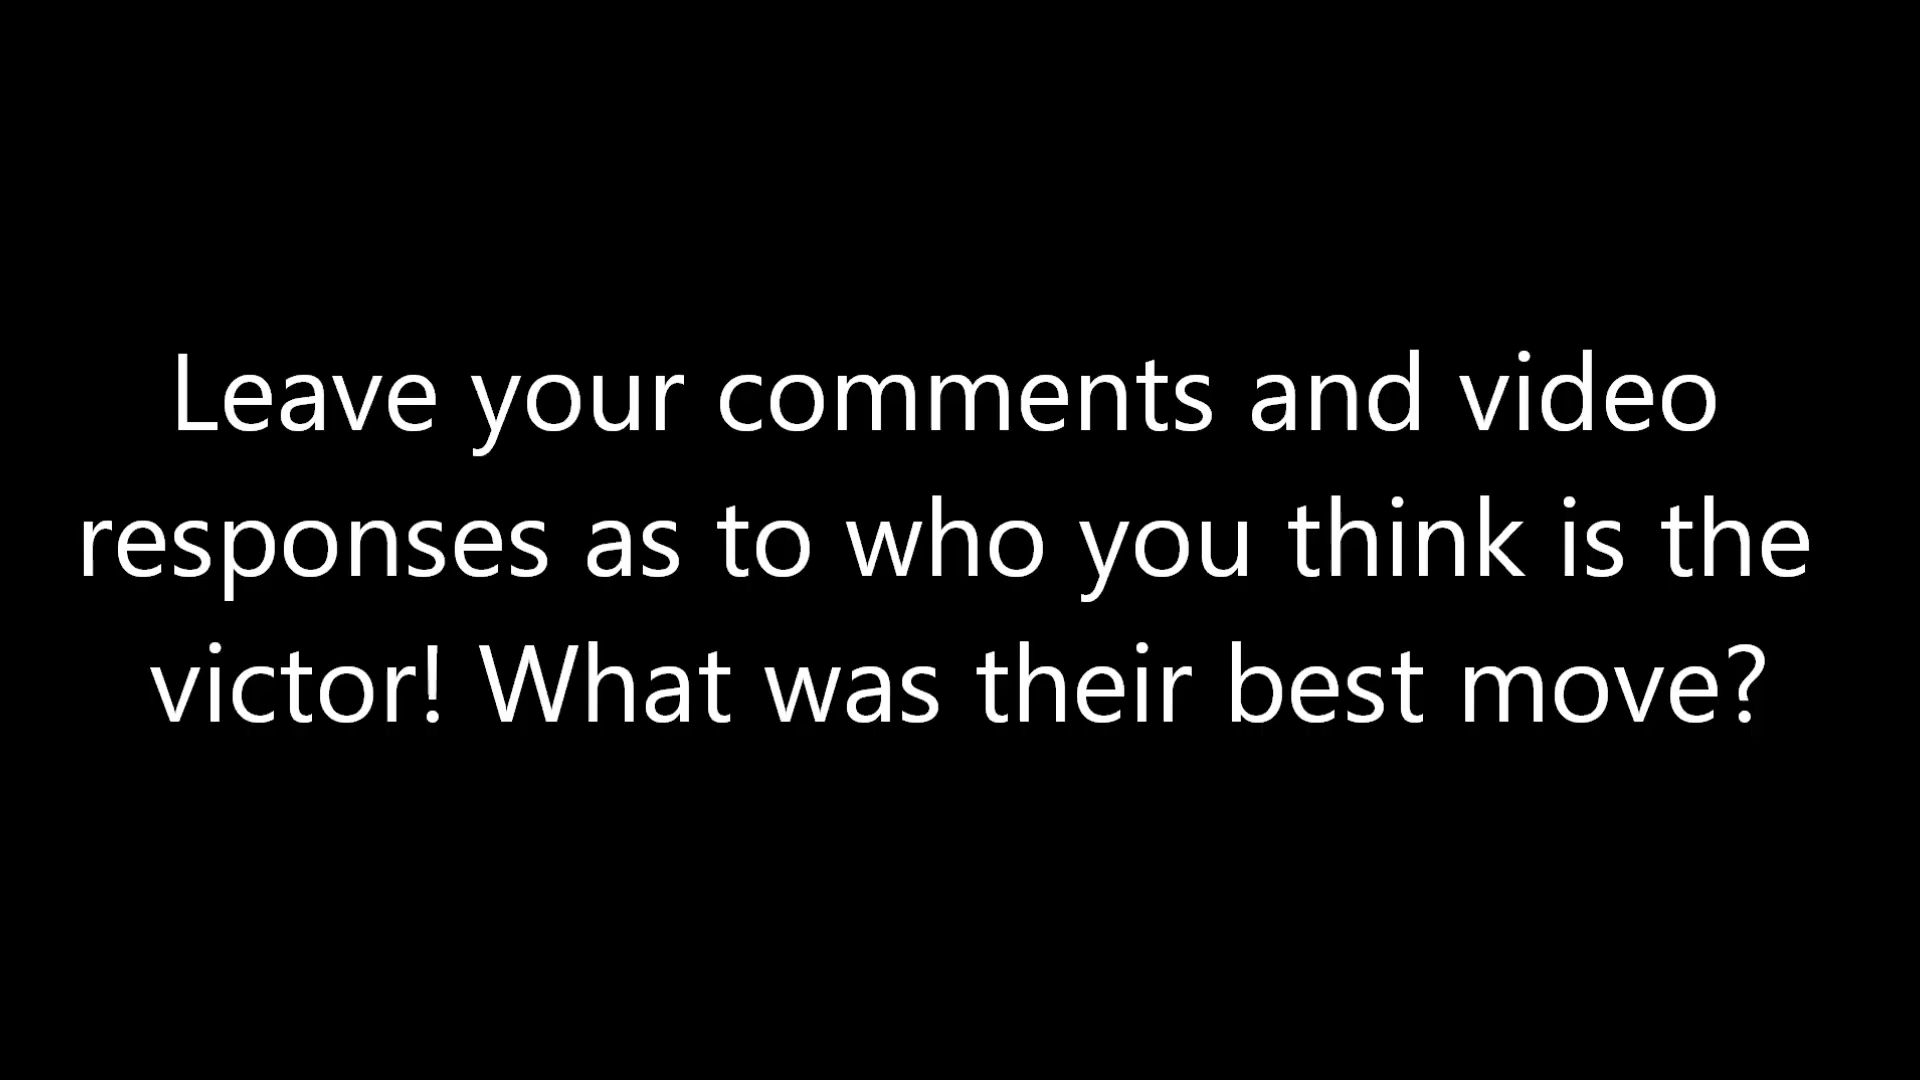 Leave your comments and video
responses as to who you think is the
victor! What was their best move?